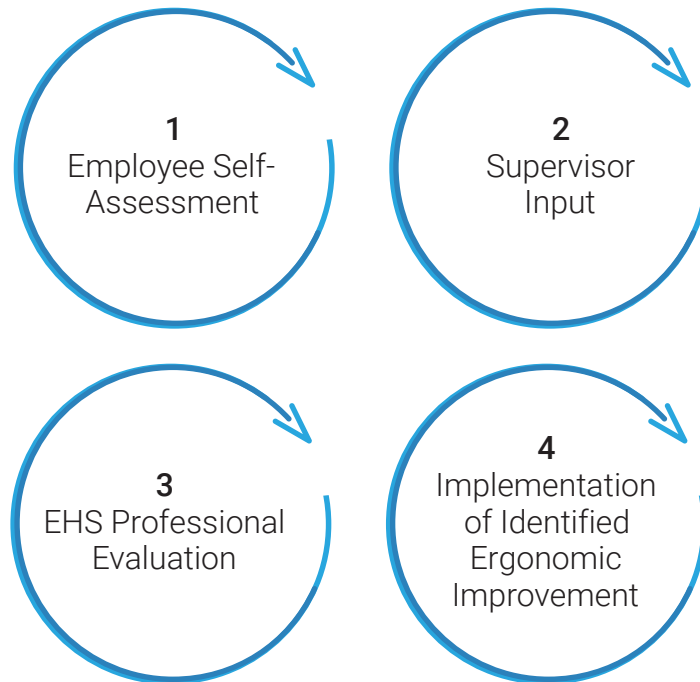 1
Employee Self-
Assessment
2
Supervisor
Input
3
EHS Professional
Evaluation
4
Implementation
of Identified
Ergonomic
Improvement